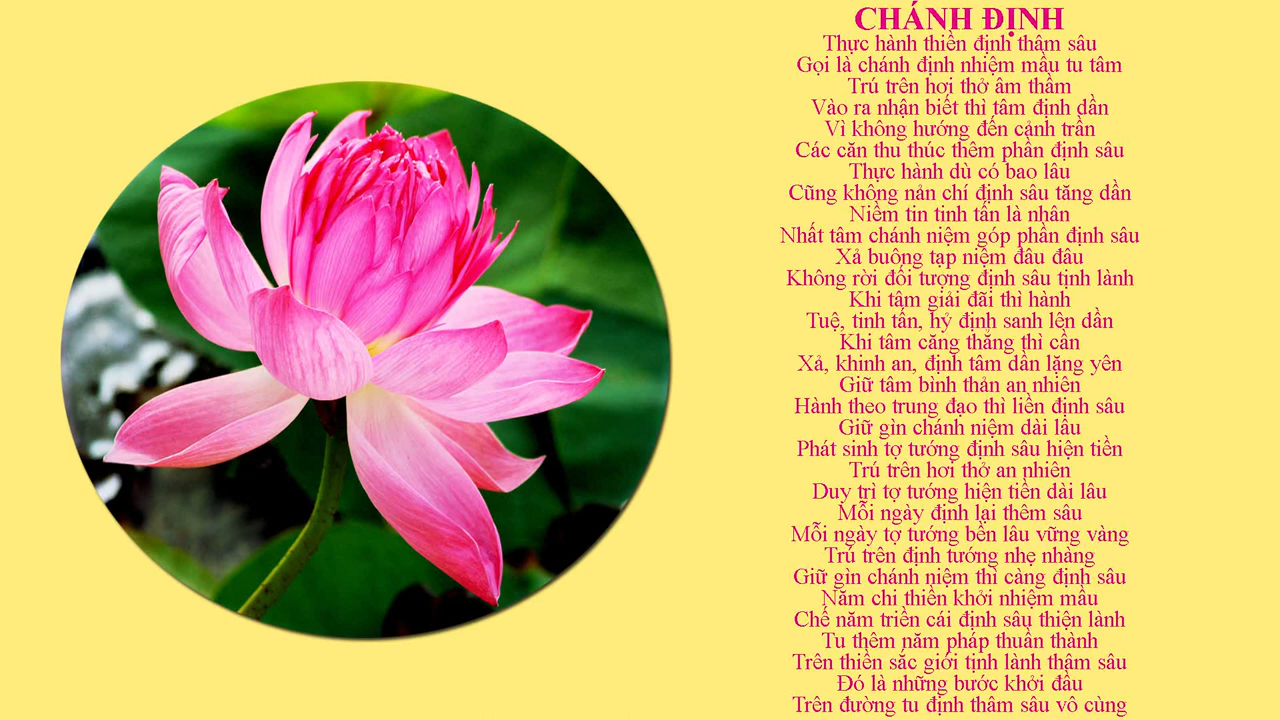 CHÁNH ĐỊNH
Thực hành thiền định thâm sâu
Gọi là chánh định nhiệm mầu tu tâm
Trú trên hơi thở âm thầm
Vào ra nhận biết thì tâm định dần
Vì không hướng đến cảnh trần
Các căn thu thúc thêm phần định sâu
Thực hành dù có bao lâu
Cũng không nản chí định sâu tăng dần
Niềm tin tinh tấn là nhân
Nhất tâm chánh niệm góp phần định sâu
Xả buông tạp niệm đâu đâu
Không rời đối tượng định sâu tịnh lành
Khi tâm giải đãi thì hành
Tuệ, tinh tấn, hỷ định sanh lên dần
Khi tâm căng thẳng thì cần
Xả, khinh an, định tâm dần lặng yên
Giữ tâm bình thản an nhiên
Hành theo trung đạo thì liền định sâu
Giữ gìn chánh niệm dài lâu
Phát sinh tợ tướng định sâu hiện tiền
Trú trên hơi thở an nhiên
Duy trì tợ tướng hiện tiền dài lâu
Mỗi ngày định lại thêm sâu
Mỗi ngày tợ tướng bền lâu vững vàng
Trú trên định tướng nhẹ nhàng
Giữ gìn chánh niệm thì càng định sâu
Năm chi thiền khởi nhiệm mầu
Chế năm triền cái định sâu thiện lành
Tu thêm năm pháp thuần thành
Trên thiền sắc giới tịnh lành thâm sâu
Đó là những bước khởi đầu
Trên đường tu định thâm sâu vô cùng